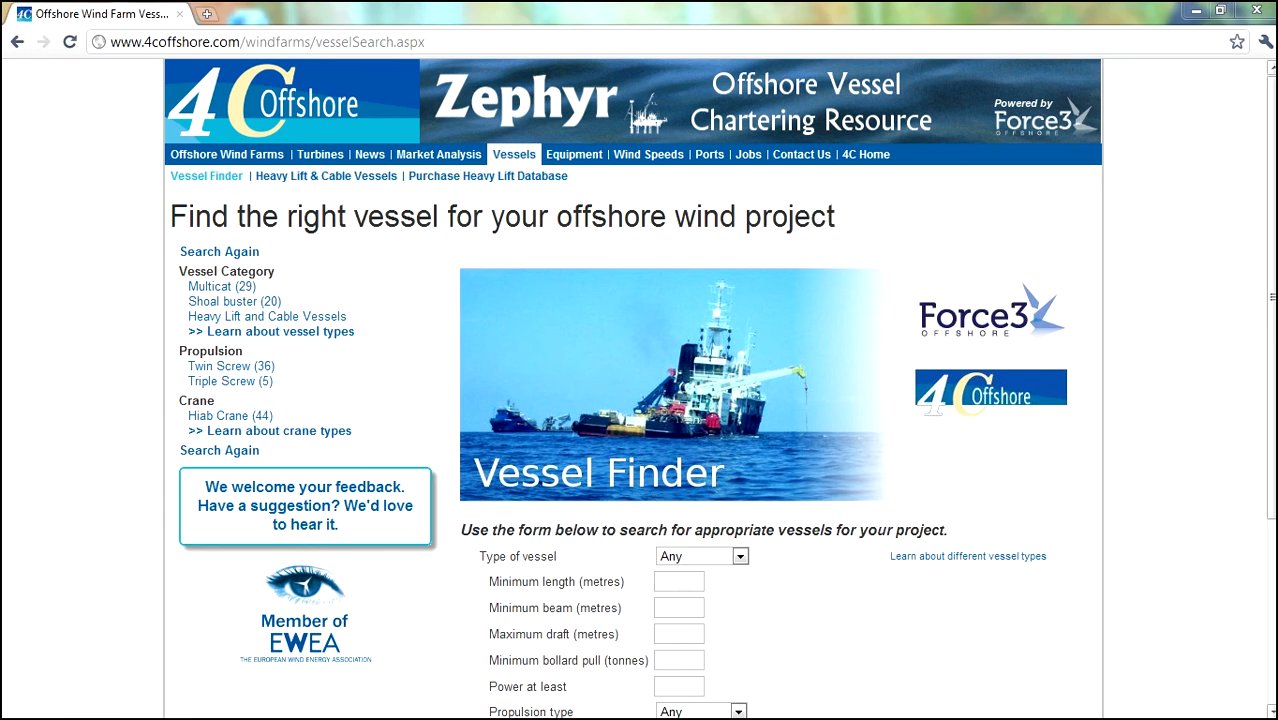 4C Offshore Wind Farm Vess...
www.4coffshore.com/windfarms/vesselSearch.aspx
4C Offshore
Zephyr
Offshore Vessel
Chartering Resource
Powered by
Force3
OFFSHORE
Offshore Wind Farms | Turbines | News | Market Analysis | Vessels | Equipment | Wind Speeds | Ports | Jobs | Contact Us | 4C Home
Vessel Finder | Heavy Lift & Cable Vessels | Purchase Heavy Lift Database
Find the right vessel for your offshore wind project
Search Again
Vessel Category
Multicat (29)
Shoal buster (20)
Heavy Lift and Cable Vessels
>> Learn about vessel types
Propulsion
Twin Screw (36)
Triple Screw (5)
Crane
Hiab Crane (44)
>> Learn about crane types
Search Again
We welcome your feedback.
Have a suggestion? We'd love
to hear it.
Member of
EWEA
THE EUROPEAN WIND ENERGY ASSOCIATION
Vessel Finder
Force3
OFFSHORE
4C Offshore
Use the form below to search for appropriate vessels for your project.
Type of vessel Any Learn about different vessel types
Minimum length (metres)
Minimum beam (metres)
Maximum draft (metres)
Minimum bollard pull (tonnes)
Power at least
Propulsion type Any